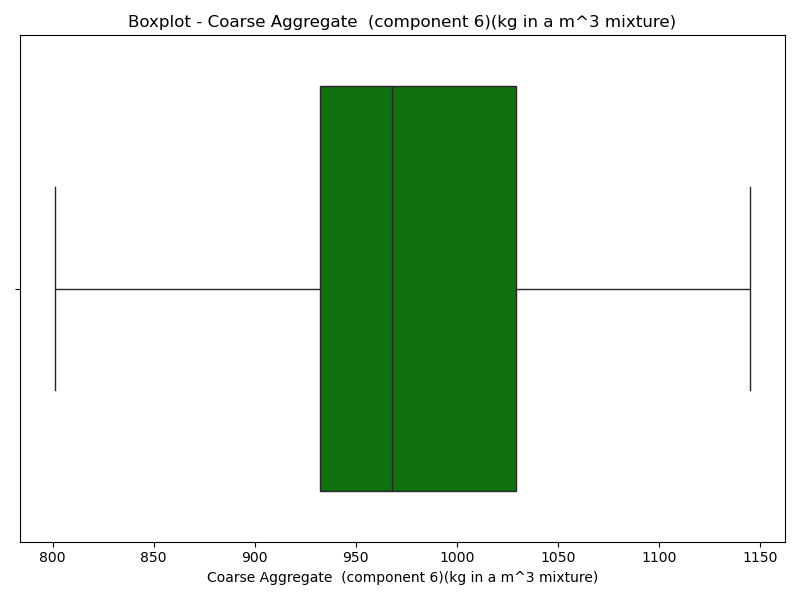 Boxplot - Coarse Aggregate  (component 6)(kg in a m^3 mixture)
800 850 900 950 1000 1050 1100 1150
Coarse Aggregate  (component 6)(kg in a m^3 mixture)